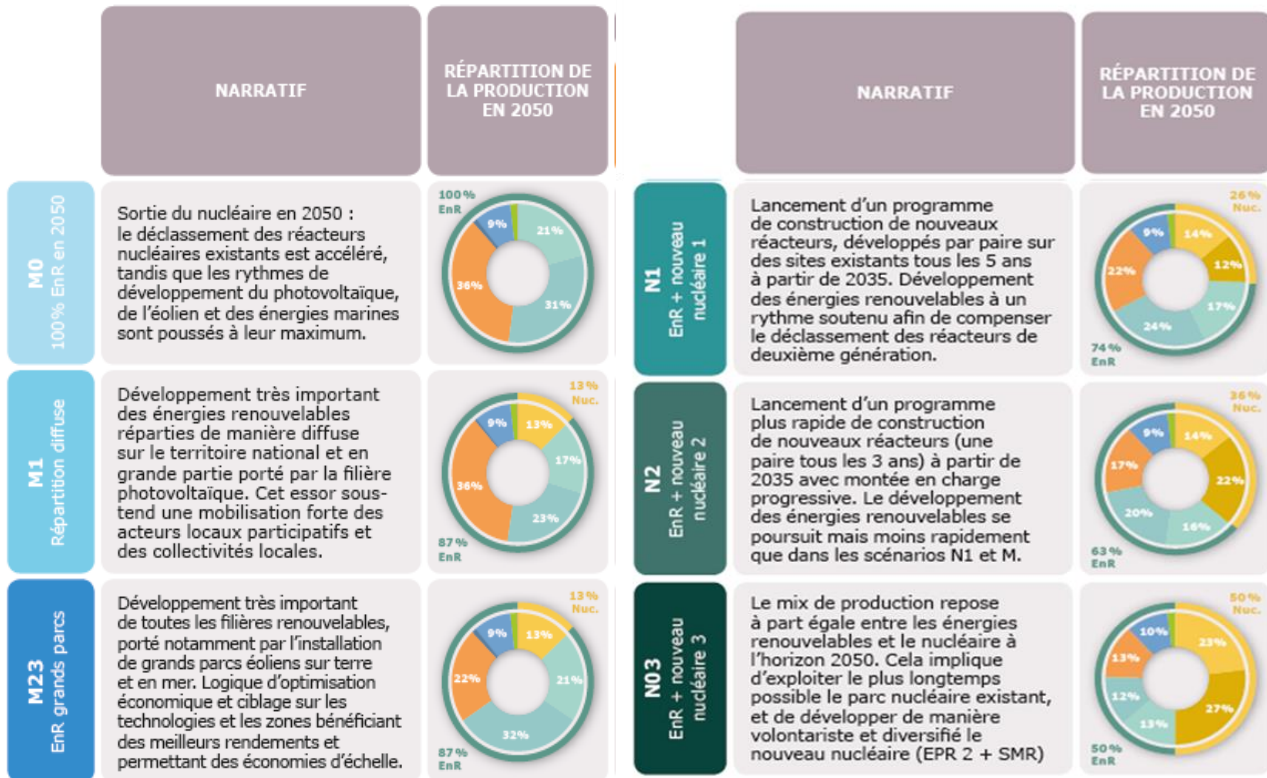 NARRATIF
RÉPARTITION DE
LA PRODUCTION
EN 2050
M0
100% EnR en 2050
Sortie du nucléaire en 2050 :
le déclassement des réacteurs
nucléaires existants est accéléré,
tandis que les rythmes de
développement du photovoltaïque,
de l'éolien et des énergies marines
sont poussés à leur maximum.
100%
EnR
9%
21%
36%
31%
M1
Répartition diffuse
Développement très important
des énergies renouvelables
réparties de manière diffuse
sur le territoire national et en
grande partie porté par la filière
photovoltaïque. Cet essor sous-
tend une mobilisation forte des
acteurs locaux participatifs et
des collectivités locales.
13%
Nuc.
9%
13%
17%
36%
23%
87%
EnR
M23
EnR grands parcs
Développement très important
de toutes les filières renouvelables,
porté notamment par l'installation
de grands parcs éoliens sur terre
et en mer. Logique d'optimisation
économique et ciblage sur les
technologies et les zones bénéficiant
des meilleurs rendements et
permettant des économies d'échelle.
13%
Nuc.
9%
13%
22%
21%
32%
87%
EnR
NARRATIF
RÉPARTITION DE
LA PRODUCTION
EN 2050
N1
EnR + nouveau
nucléaire 1
Lancement d'un programme
de construction de nouveaux
réacteurs, développés par paire sur
des sites existants tous les 5 ans
à partir de 2035. Développement
des énergies renouvelables à un
rythme soutenu afin de compenser
le déclassement des réacteurs de
deuxième génération.
26%
Nuc.
9%
14%
22%
12%
17%
24%
74%
EnR
N2
EnR + nouveau
nucléaire 2
Lancement d'un programme
plus rapide de construction
de nouveaux réacteurs (une
paire tous les 3 ans) à partir de
2035 avec montée en charge
progressive. Le développement
des énergies renouvelables se
poursuit mais moins rapidement
que dans les scénarios N1 et M.
36%
Nuc.
9%
14%
17%
22%
20%
16%
63%
EnR
N03
EnR + nouveau
nucléaire 3
Le mix de production repose
à part égale entre les énergies
renouvelables et le nucléaire à
l'horizon 2050. Cela implique
d'exploiter le plus longtemps
possible le parc nucléaire existant,
et de développer de manière
volontariste et diversifié le
nouveau nucléaire (EPR 2 + SMR)
50%
Nuc.
10%
23%
13%
12%
27%
13%
50%
EnR